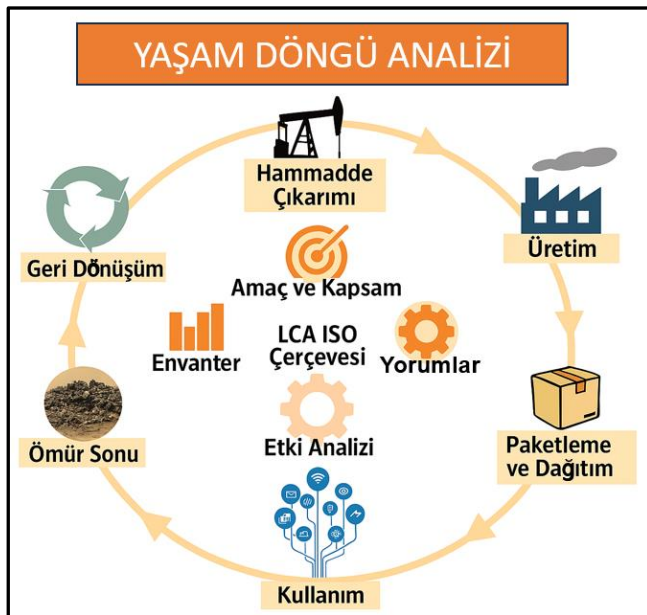 YAŞAM DÖNGÜ ANALİZİ
Hammadde
Çıkarımı
Üretim
Paketleme
ve Dağıtım
Kullanım
Ömür Sonu
Geri Dönüşüm
Amaç ve Kapsam
Envanter
LCA ISO
Çerçevesi
Yorumlar
Etki Analizi